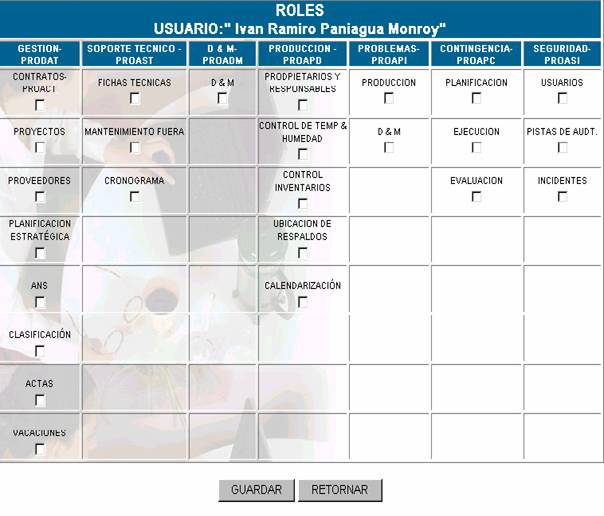 ROLES
USUARIO:" Ivan Ramiro Paniagua Monroy"
GESTION-PRODAT SOPORTE TECNICO -PROAST D & M-PROADM PRODUCCION -PROAPD PROBLEMAS-PROAPI CONTINGENCIA-PROAPC SEGURIDAD-PROASI
CONTRATOS-PROACT FICHAS TECNICAS D & M PRODPIETARIOS Y RESPONSABLES PRODUCCION PLANIFICACION USUARIOS
PROYECTOS MANTENIMIENTO FUERA CONTROL DE TEMP & HUMEDAD D & M EJECUCION PISTAS DE AUDT.
PROVEEDORES CRONOGRAMA CONTROL INVENTARIOS EVALUACION INCIDENTES
PLANIFICACION ESTRATÉGICA UBICACION DE RESPALDOS
ANS CALENDARIZACIÓN
CLASIFICACIÓN
ACTAS
VACACIONES
GUARDAR RETORNAR